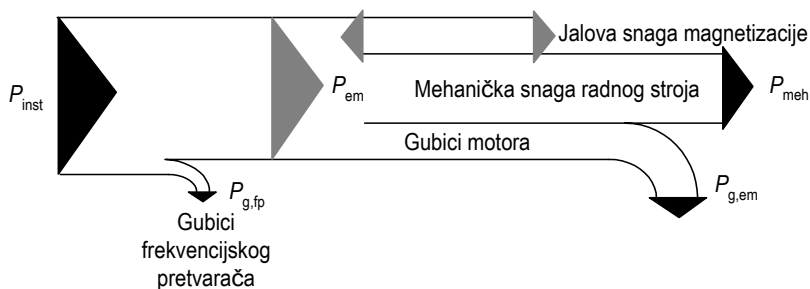 Jalova snaga magnetizacije
P_inst
P_em
Mehanička snaga radnog stroja
P_meh
Gubici motora
P_g,fp
P_g,em
Gubici
frekvencijskog
pretvarača